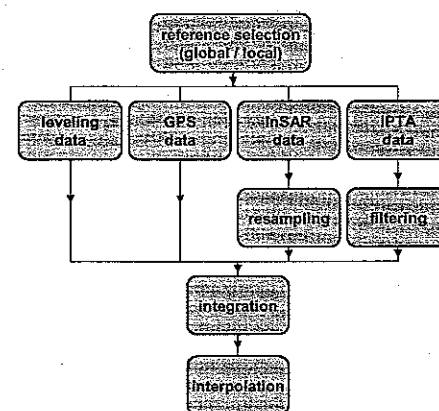 reference selection
(global / local)
leveling
data
GPS
data
InSAR
data
IPTA
data
resampling
filtering
integration
interpolation